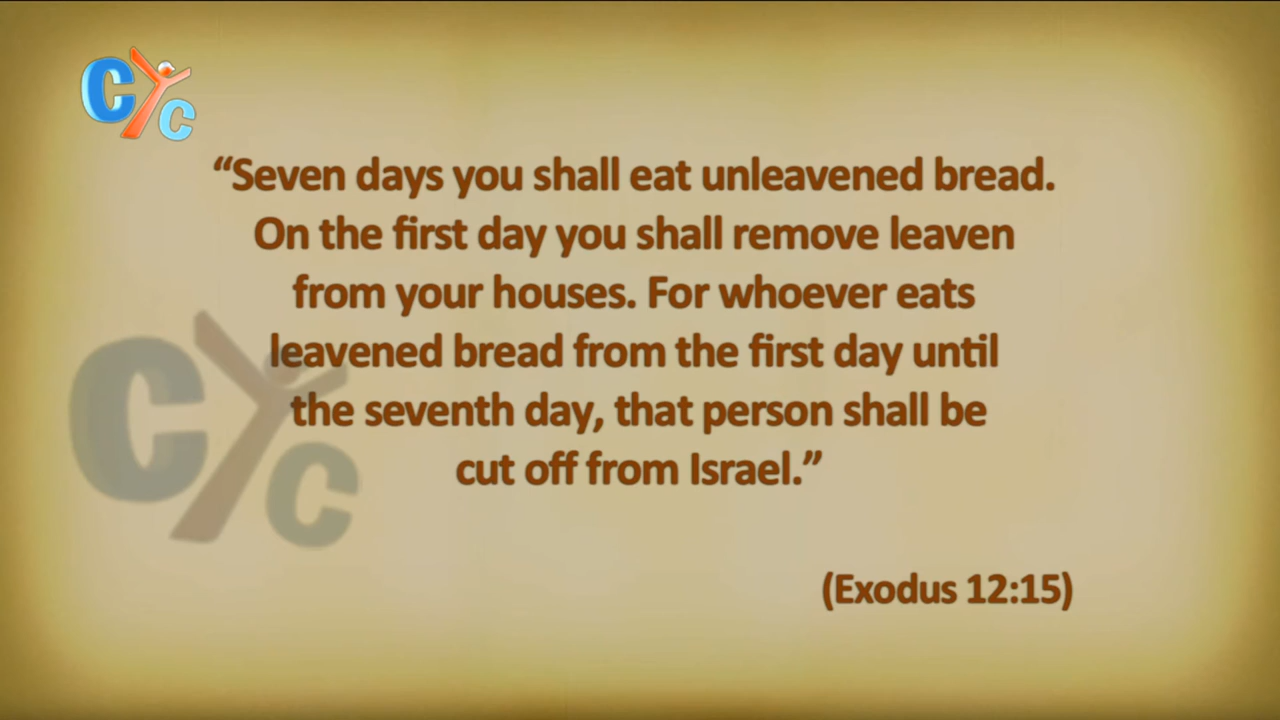 CYC
“Seven days you shall eat unleavened bread.
On the first day you shall remove leaven
from your houses. For whoever eats
leavened bread from the first day until
the seventh day, that person shall be
cut off from Israel.”
CYC
(Exodus 12:15)